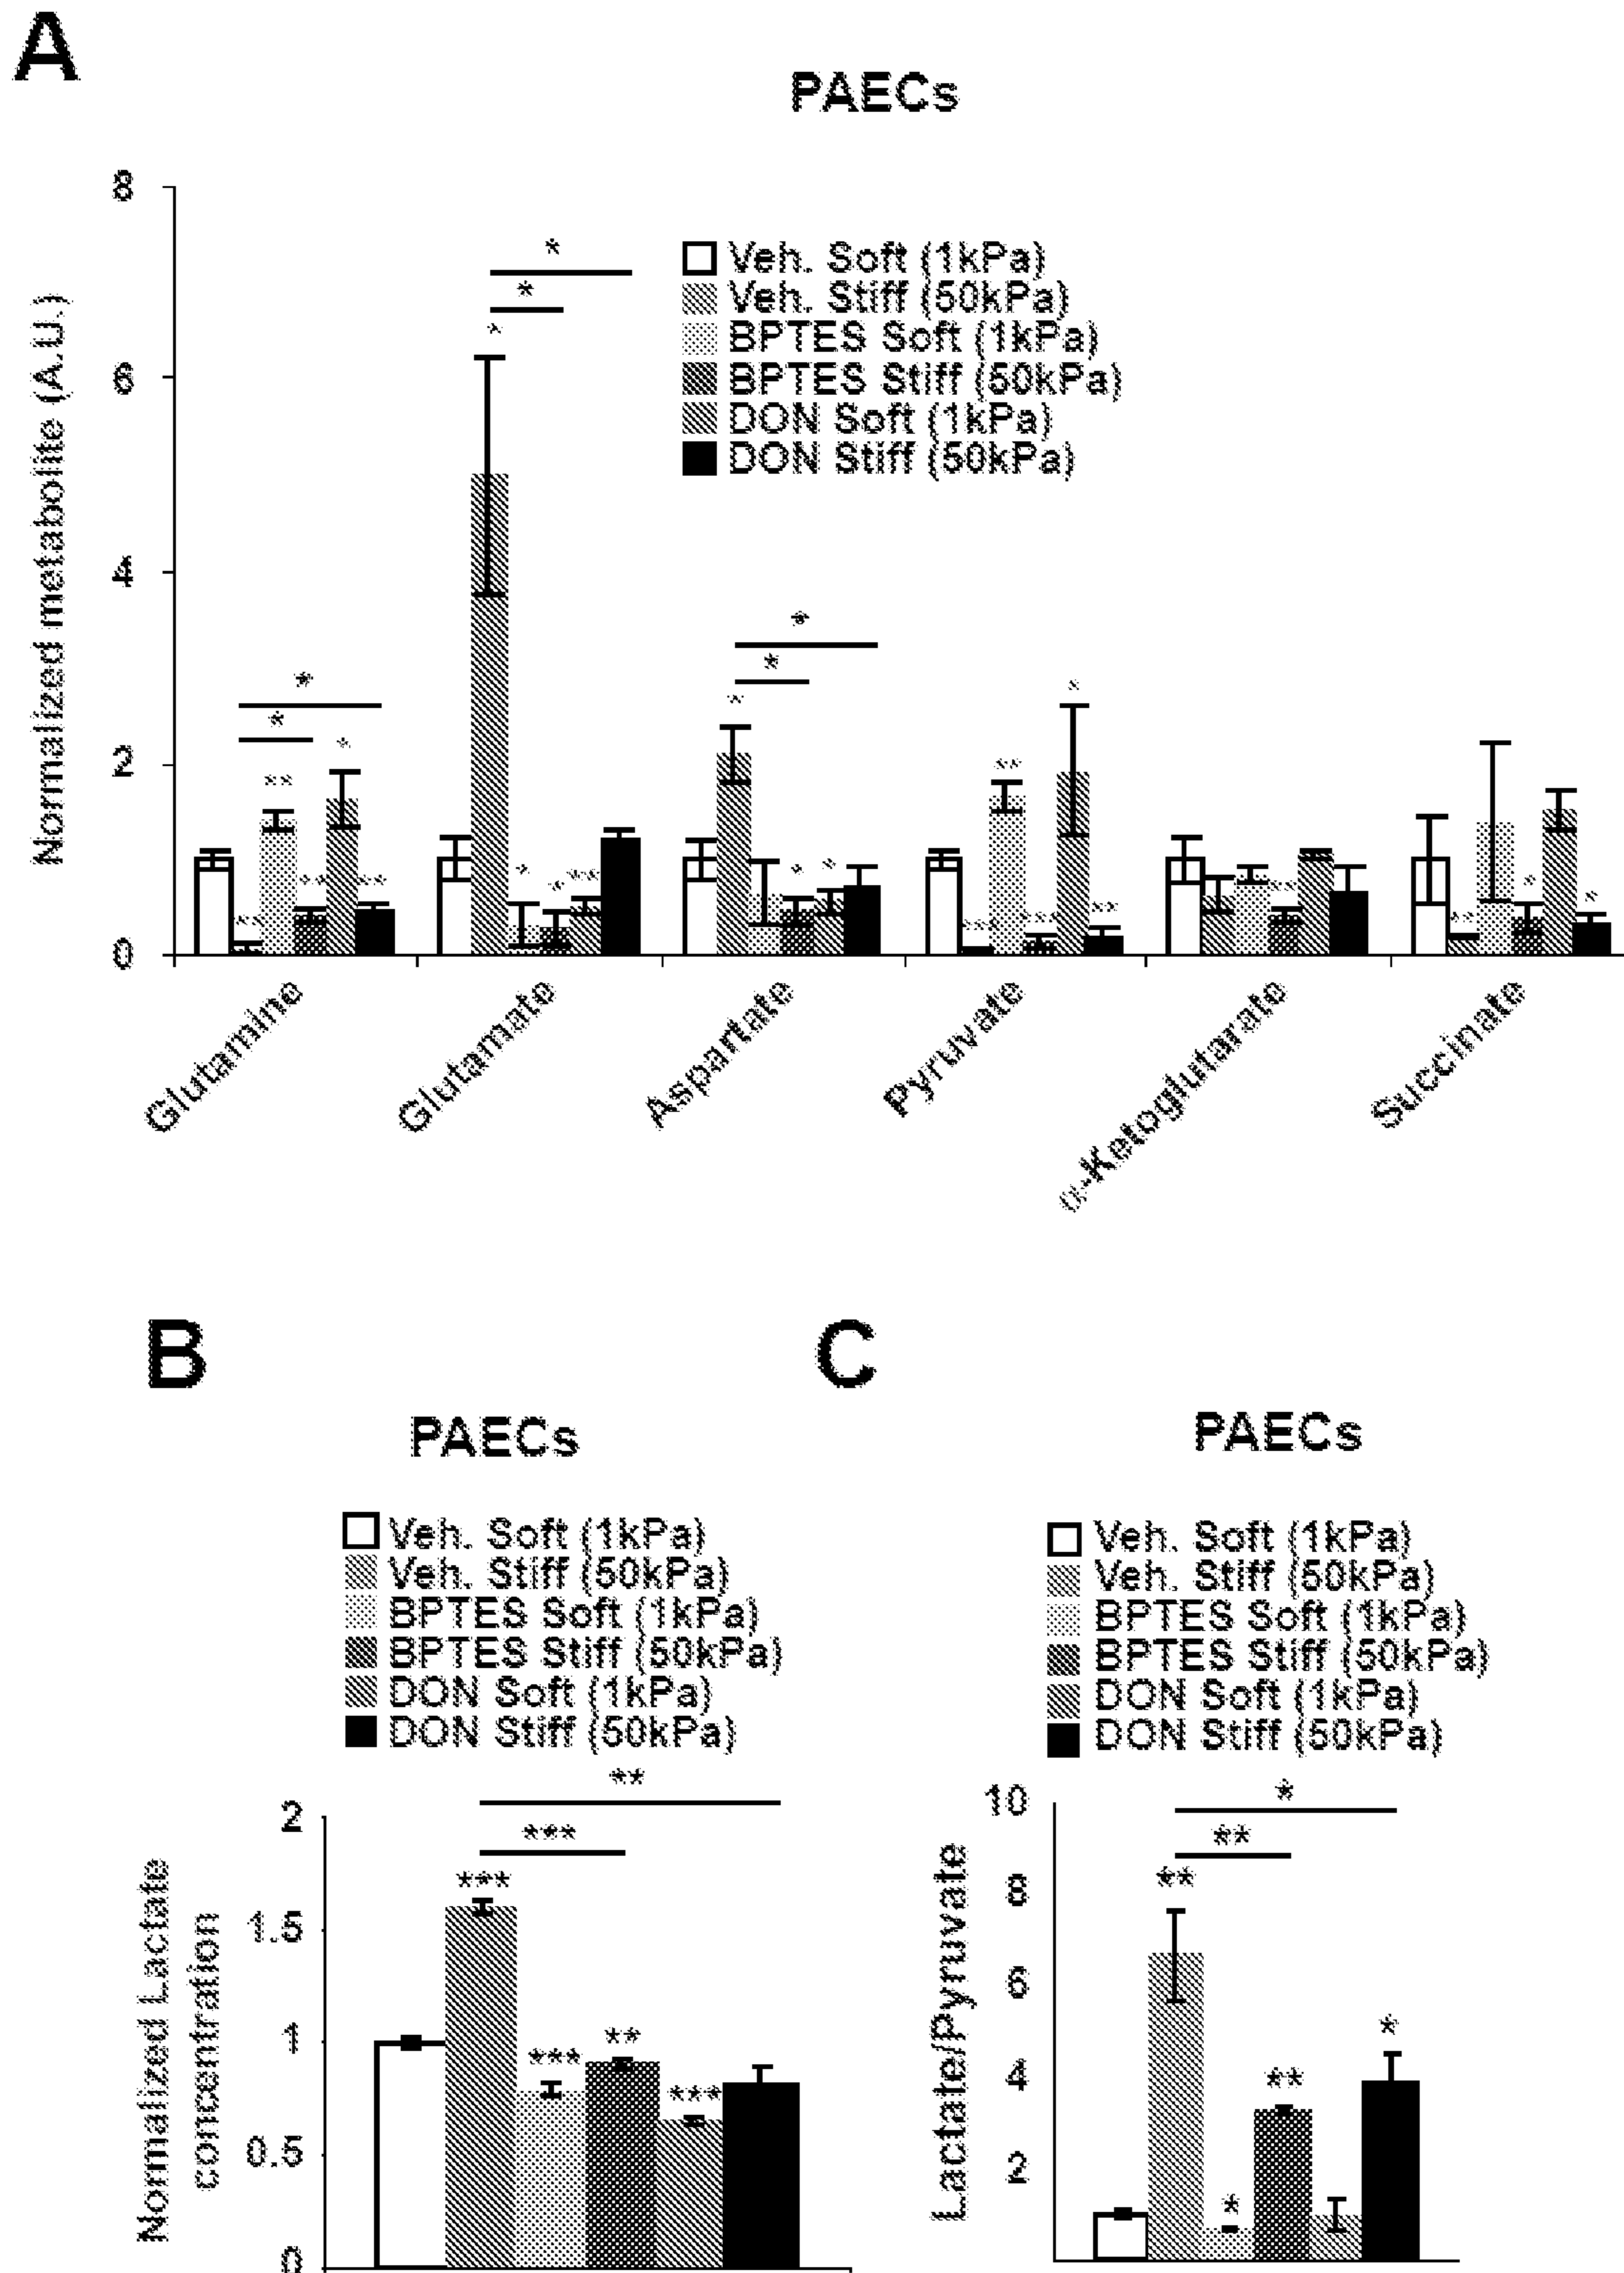 A
PAECs
Normalized metabolite (A.U.)
8
6
4
2
0
Veh. Soft (1kPa)
Veh. Stiff (50kPa)
BPTES Soft (1kPa)
BPTES Stiff (50kPa)
DON Soft (1kPa)
DON Stiff (50kPa)
* * ** * ** ** **
* * * * * **
* * * * *
** * *** *** **
**
** * *
Glutamine
Glutamate
Aspartate
Pyruvate
α-Ketoglutarate
Succinate
B
PAECs
Veh. Soft (1kPa)
Veh. Stiff (50kPa)
BPTES Soft (1kPa)
BPTES Stiff (50kPa)
DON Soft (1kPa)
DON Stiff (50kPa)
Normalized Lactate
concentration
2
1.5
1
0.5
0
**
***
***
*** ** ***
C
PAECs
Veh. Soft (1kPa)
Veh. Stiff (50kPa)
BPTES Soft (1kPa)
BPTES Stiff (50kPa)
DON Soft (1kPa)
DON Stiff (50kPa)
Lactate/Pyruvate
10
8
6
4
2
*
**
**
* ** *